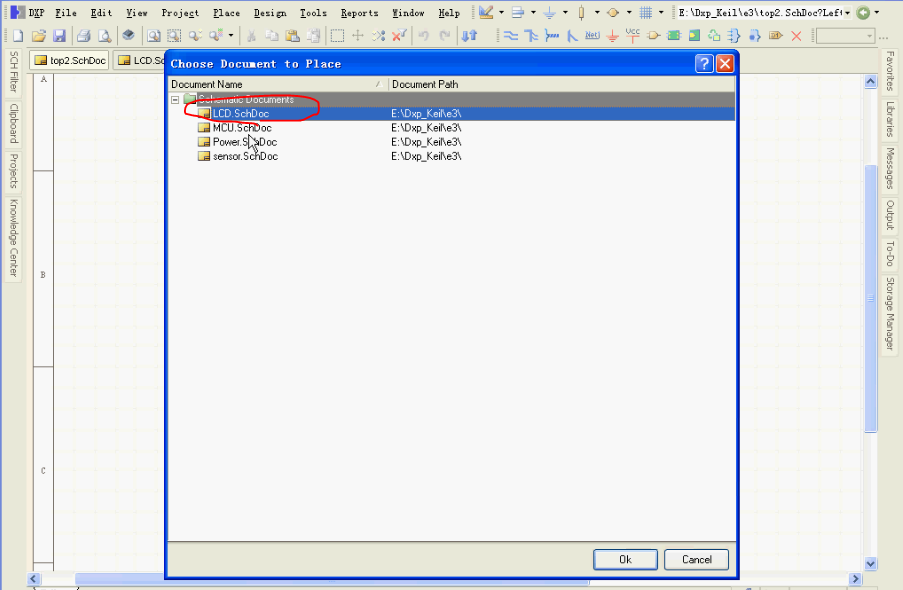 DXP File Edit View Project Place Design Tools Reports Window Help E:\Dxp_Keil\e3\top2.SchDoc?Left
Net Vcc
top2.SchDoc LCD.Sc
Choose Document to Place
Document Name Document Path
Schematic Documents
LCD.SchDoc E:\Dxp_Keil\e3\
MCU.SchDoc E:\Dxp_Keil\e3\
Power.SchDoc E:\Dxp_Keil\e3\
sensor.SchDoc E:\Dxp_Keil\e3\
Ok Cancel
SCH Filter
Clipboard
Projects
Knowledge Center
A
B
C
Favorites
Libraries
Messages
Output
To-Do
Storage Manager